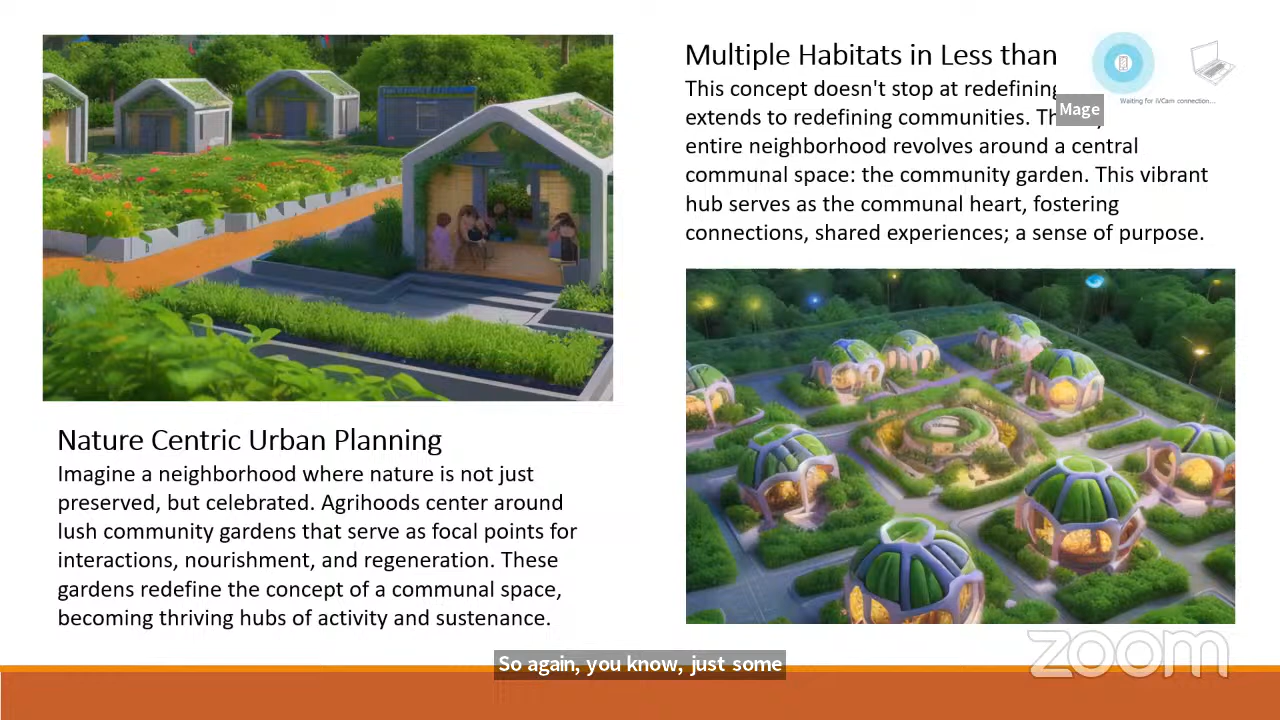 Multiple Habitats in Less than
This concept doesn't stop at redefining
extends to redefining communities.
entire neighborhood revolves around a central
communal space: the community garden. This vibrant
hub serves as the communal heart, fostering
connections, shared experiences; a sense of purpose.
Waiting for iVCam connection...
Mage
Nature Centric Urban Planning
Imagine a neighborhood where nature is not just
preserved, but celebrated. Agrihoods center around
lush community gardens that serve as focal points for
interactions, nourishment, and regeneration. These
gardens redefine the concept of a communal space,
becoming thriving hubs of activity and sustenance.
zoom
So again, you know, just some